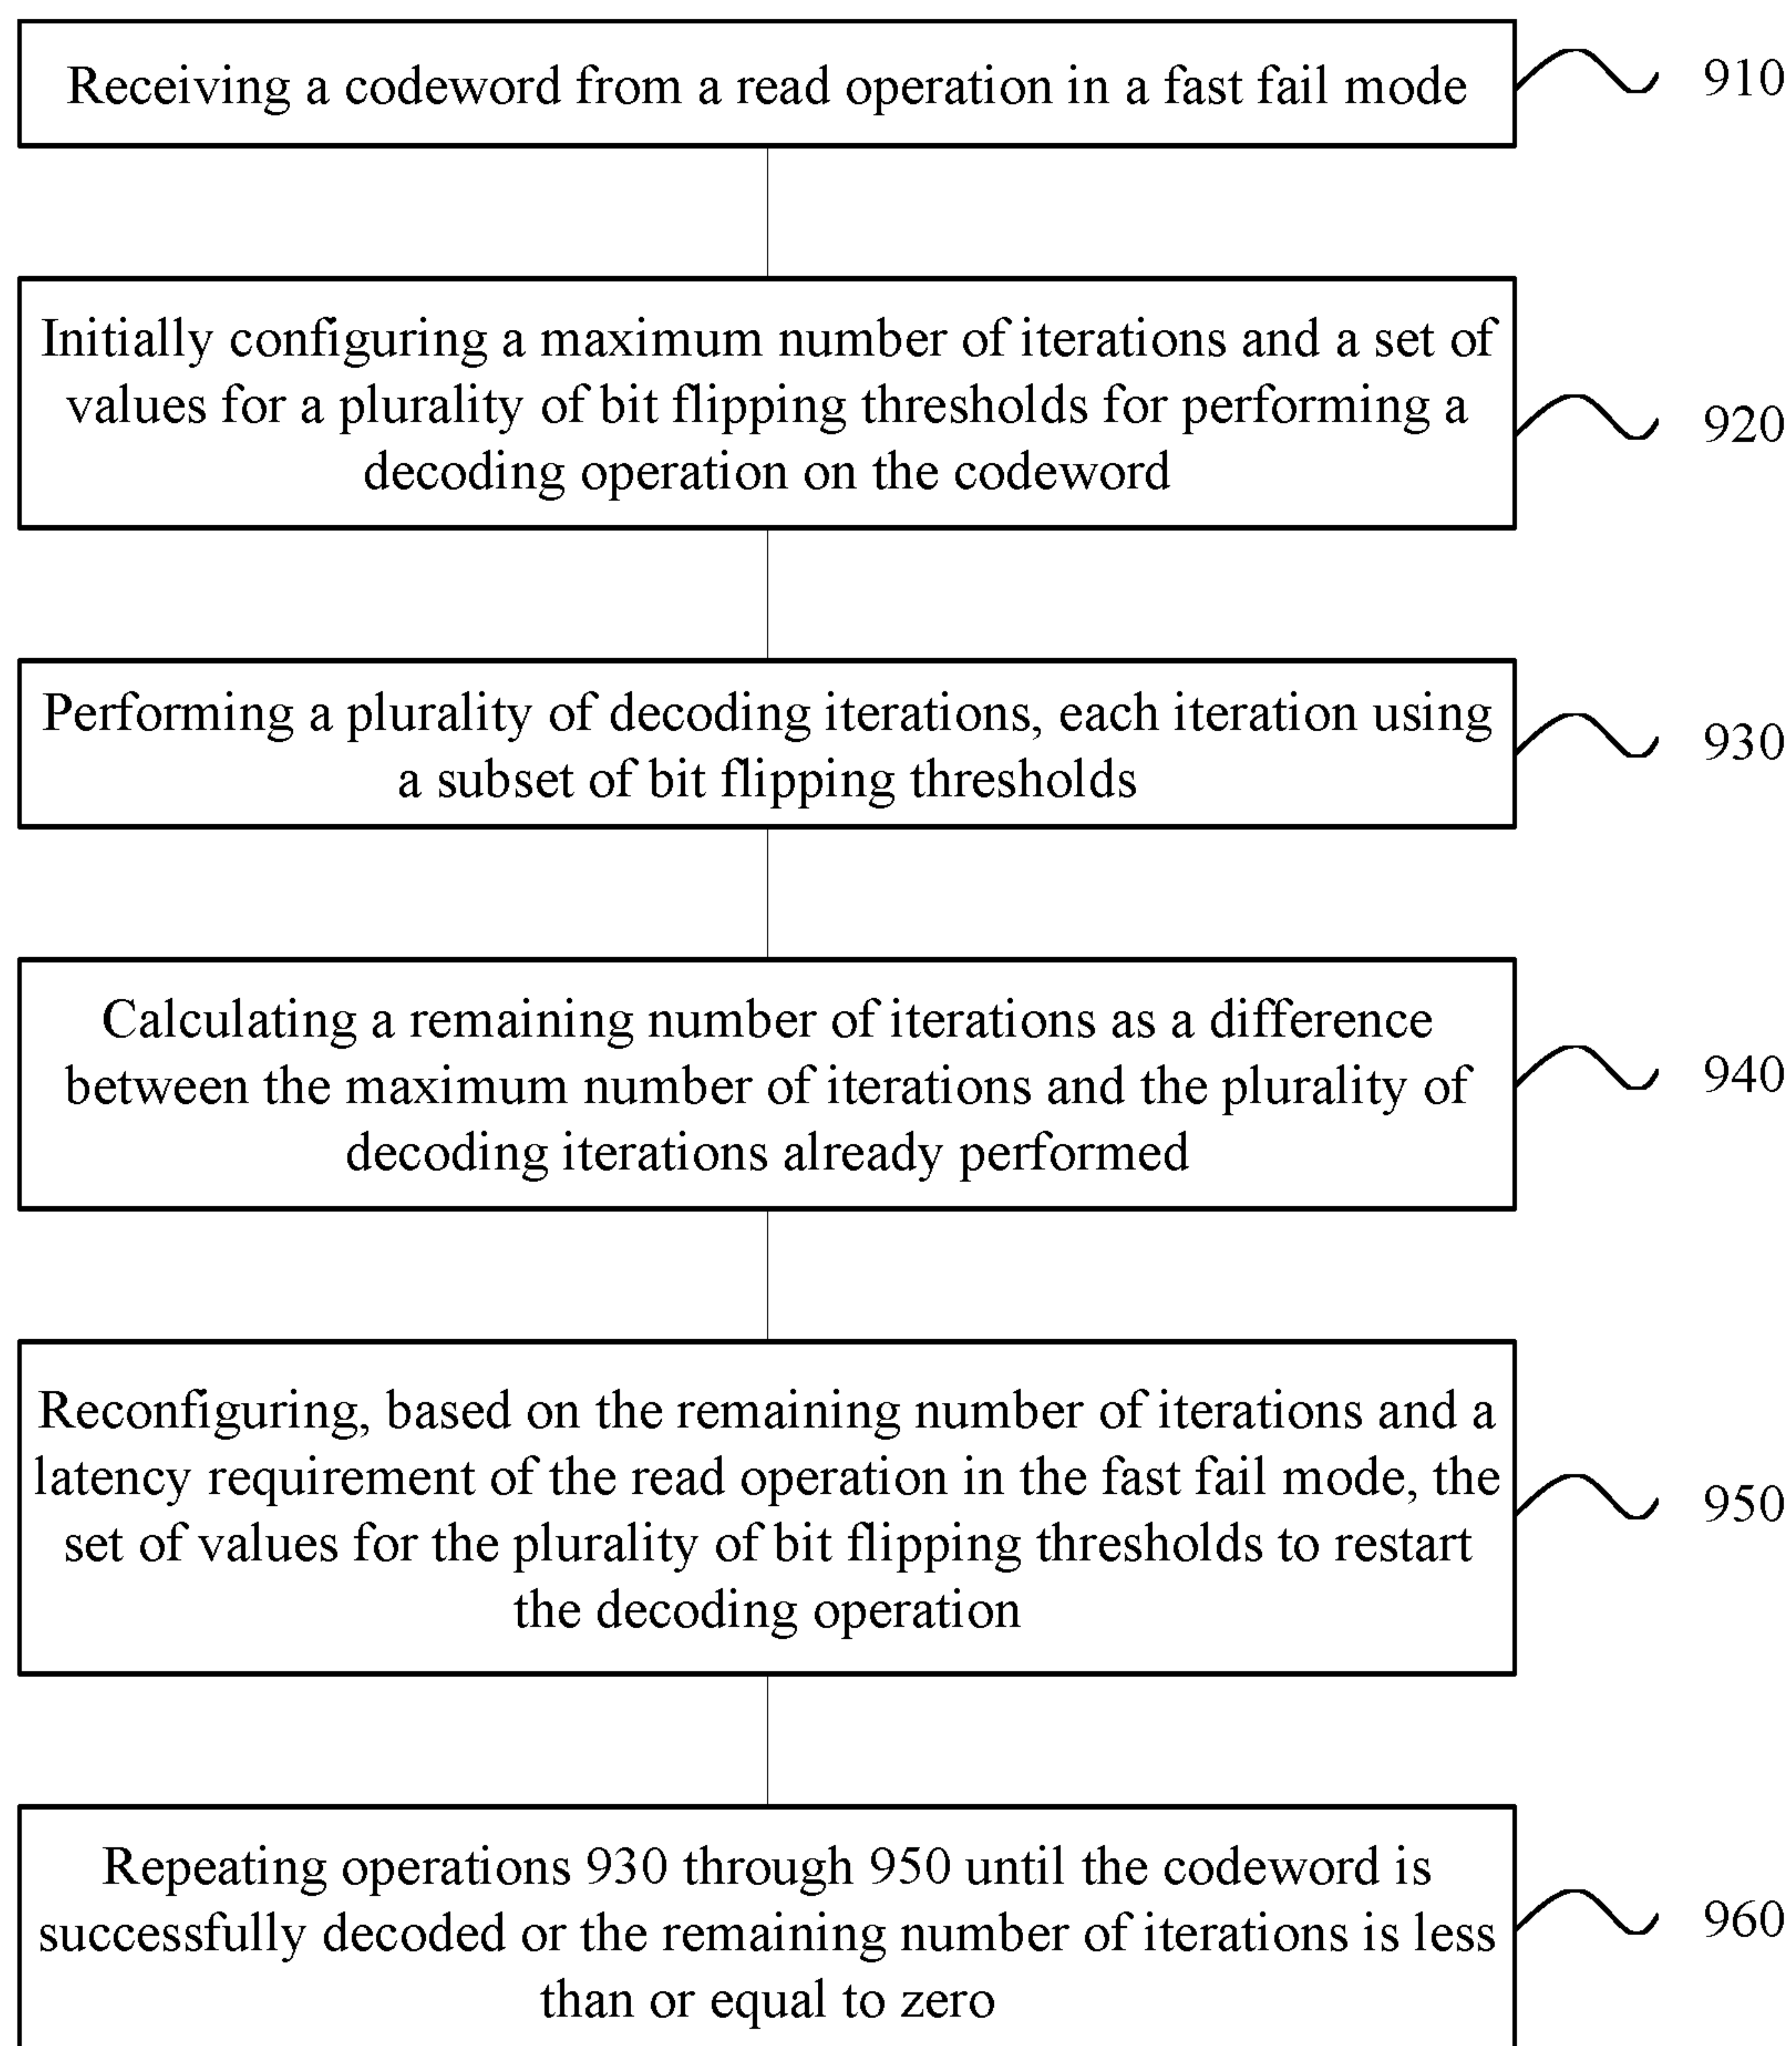 Receiving a codeword from a read operation in a fast fail mode
910
Initially configuring a maximum number of iterations and a set of
values for a plurality of bit flipping thresholds for performing a
decoding operation on the codeword
920
Performing a plurality of decoding iterations, each iteration using
a subset of bit flipping thresholds
930
Calculating a remaining number of iterations as a difference
between the maximum number of iterations and the plurality of
decoding iterations already performed
940
Reconfiguring, based on the remaining number of iterations and a
latency requirement of the read operation in the fast fail mode, the
set of values for the plurality of bit flipping thresholds to restart
the decoding operation
950
Repeating operations 930 through 950 until the codeword is
successfully decoded or the remaining number of iterations is less
than or equal to zero
960